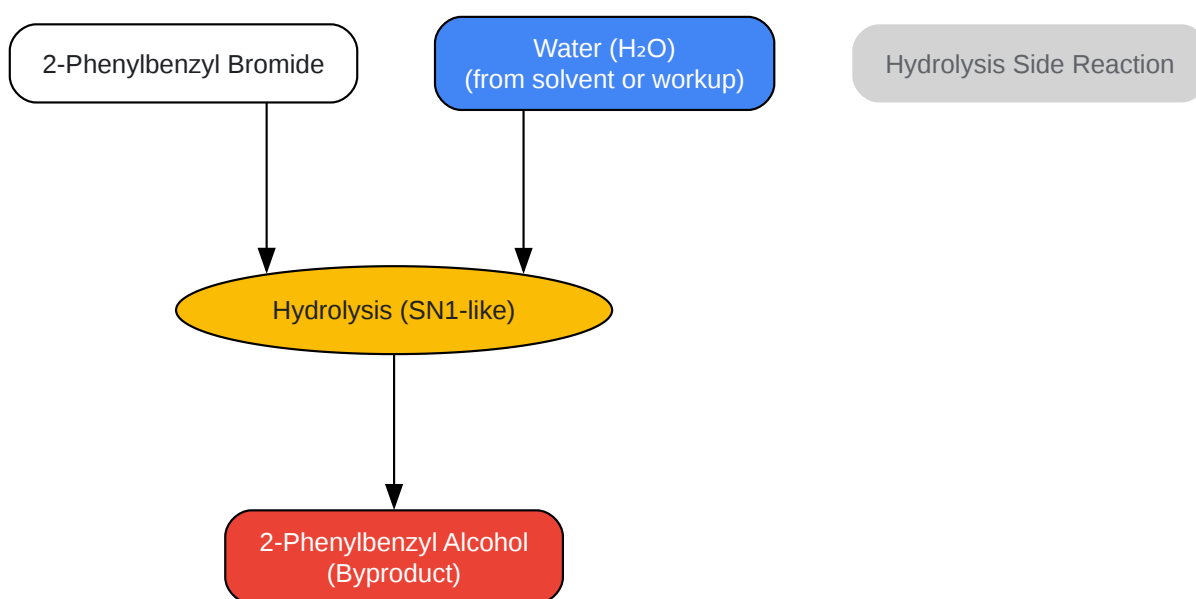 2-Phenylbenzyl Bromide
Water (H₂O)
(from solvent or workup)
Hydrolysis Side Reaction
Hydrolysis (SN1-like)
2-Phenylbenzyl Alcohol
(Byproduct)